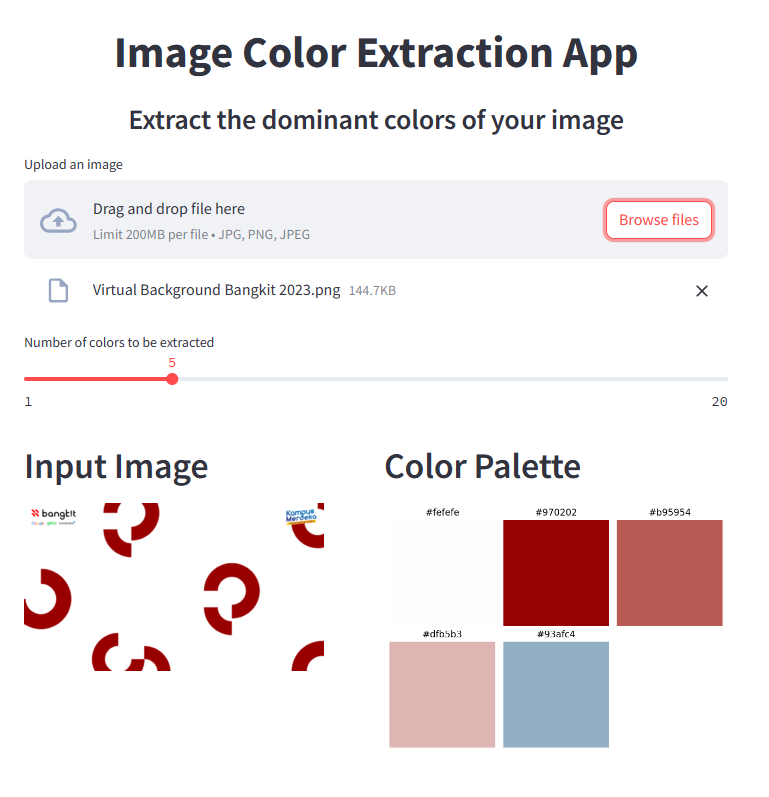 Image Color Extraction App
Extract the dominant colors of your image
Upload an image
Drag and drop file here
Limit 200MB per file • JPG, PNG, JPEG
Browse files
Virtual Background Bangkit 2023.png 144.7KB
Number of colors to be extracted
5
1
20
Input Image
Color Palette
bangk!t
Google
Kampus
Merdeka
#fefefe
#970202
#b95954
#dfb5b3
#93afc4